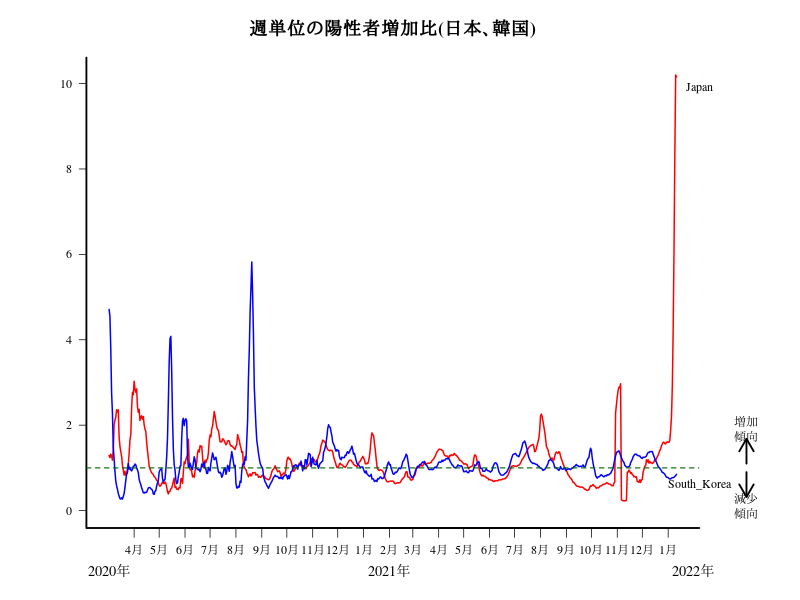 週単位の陽性者増加比(日本、韓国)
10
8
6
4
2
0
Japan
South_Korea
増加
傾向
減少
傾向
4月 5月 6月 7月 8月 9月 10月 11月 12月 1月 2月 3月 4月 5月 6月 7月 8月 9月 10月 11月 12月 1月
2020年 2021年 2022年